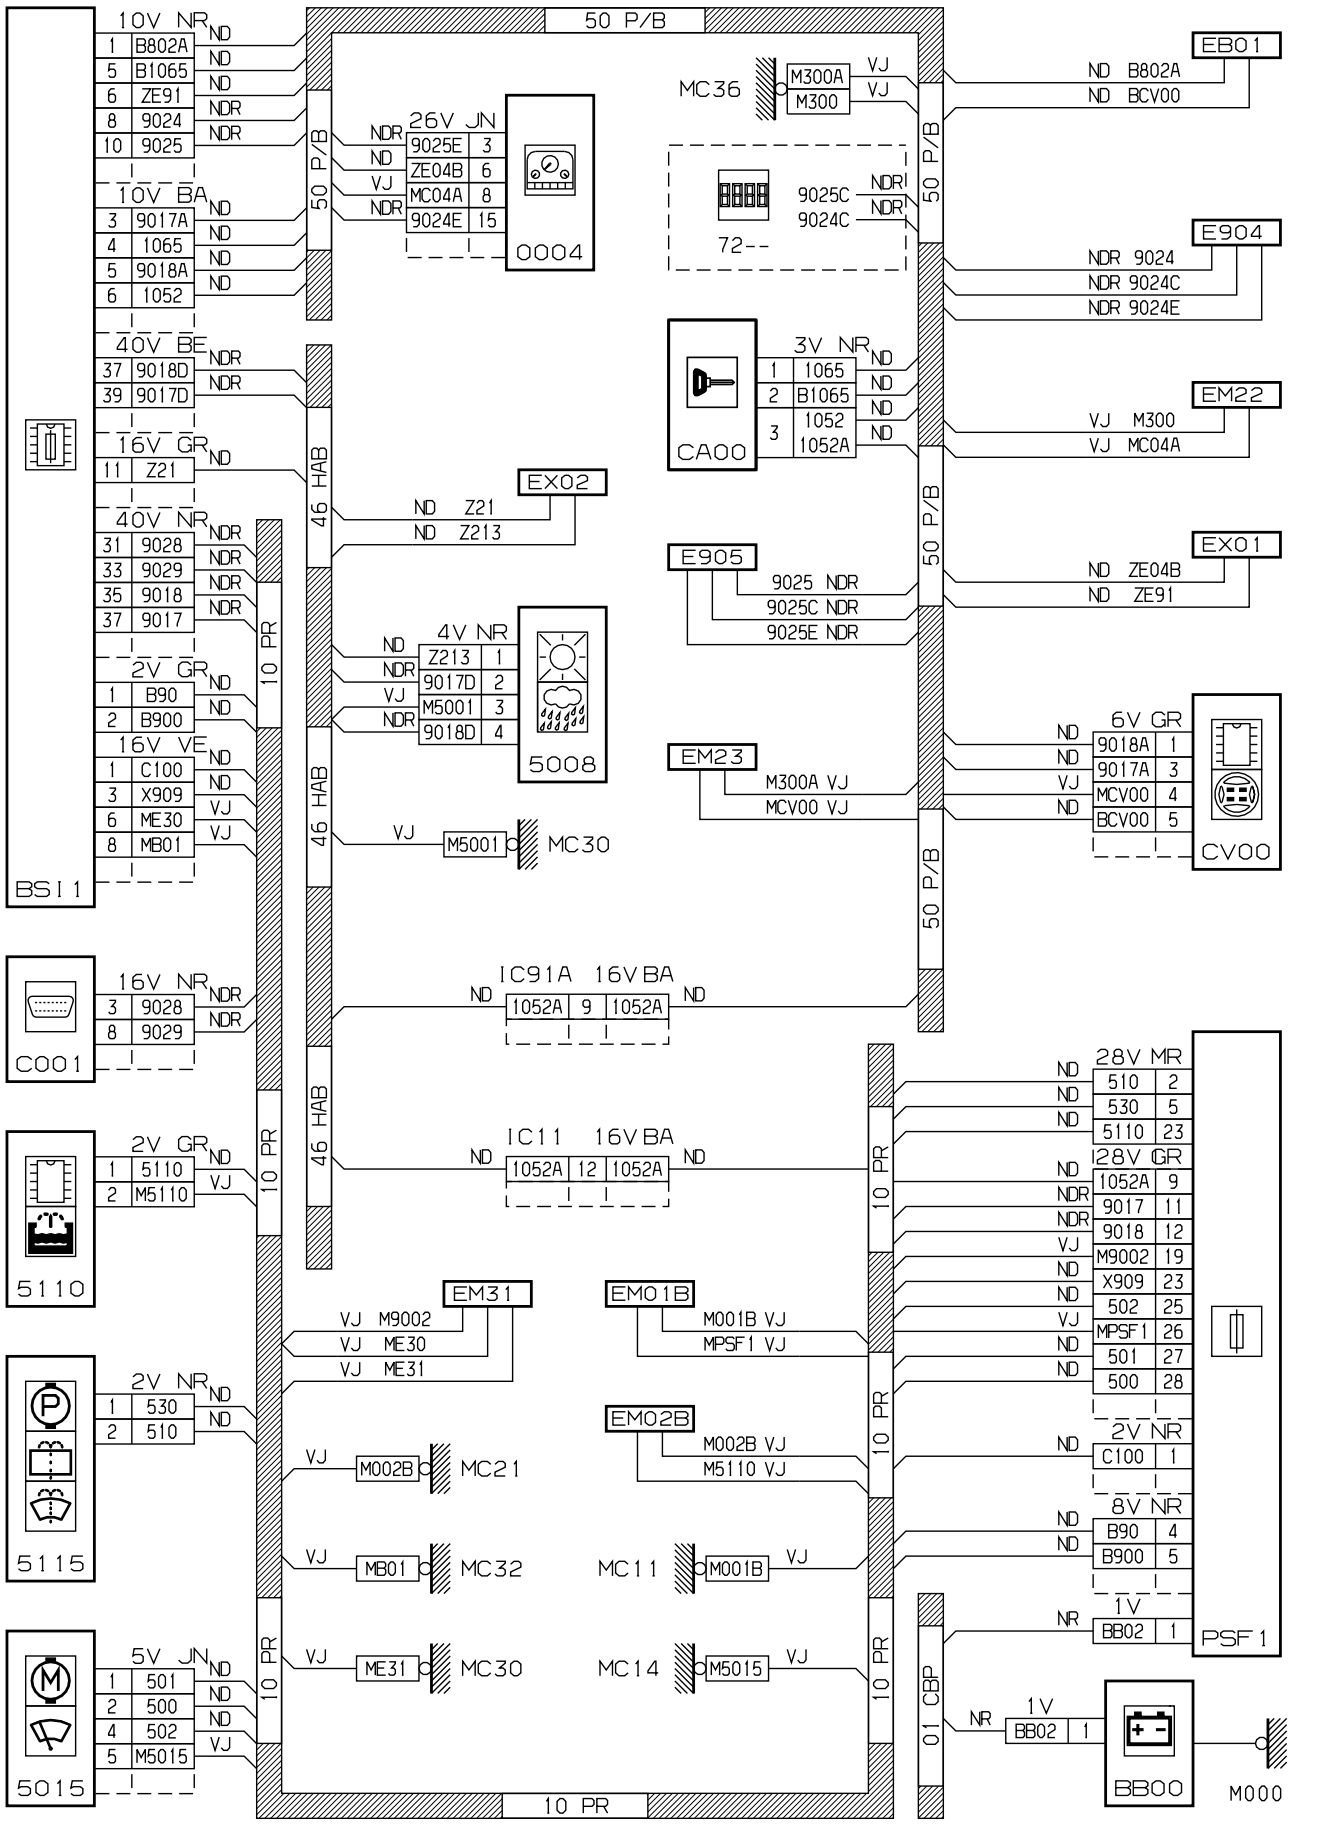 50 P/B
10V NR
1 B802A ND
5 B1065 ND
6 ZE91 ND
8 9024 NDR
10 9025 NDR
10V BA
3 9017A ND
4 1065 ND
5 9018A ND
6 1052 ND
40V BE
37 9018D NDR
39 9017D NDR
16V GR
11 Z21 ND
40V NR
31 9028 NDR
33 9029 NDR
35 9018 NDR
37 9017 NDR
2V GR
1 B90 ND
2 B900 ND
16V VE
1 C100 ND
3 X909 ND
6 ME30 VJ
8 MB01 VJ
BSI1
16V NR
3 9028 NDR
8 9029 NDR
C001
2V GR
1 5110 ND
2 M5110 VJ
5110
2V NR
1 530 ND
2 510 ND
P
5115
5V JN
1 501 ND
2 500 ND
4 502 ND
5 M5015 VJ
M
5015
10 PR
10 PR
10 PR
10 PR
50 P/B
46 HAB
46 HAB
46 HAB
26V JN
NDR 9025E 3
ND ZE04B 6
VJ MC04A 8
NDR 9024E 15
0004
EX02
ND Z21
ND Z213
4V NR
ND Z213 1
NDR 9017D 2
VJ M5001 3
NDR 9018D 4
5008
VJ M5001 MC30
IC91A 16V BA
ND 1052A 9 1052A ND
IC11 16V BA
ND 1052A 12 1052A ND
EM31
VJ M9002
VJ ME30
VJ ME31
VJ M002B MC21
VJ MB01 MC32
VJ ME31 MC30
MC36 M300A VJ
M300 VJ
9025C NDR
9024C NDR
72--
3V NR
1 1065 ND
2 B1065 ND
3 1052 ND
1052A ND
CA00
E905
9025 NDR
9025C NDR
9025E NDR
EM23
M300A VJ
MCV00 VJ
EM01B
M001B VJ
MPSF1 VJ
EM02B
M002B VJ
M5110 VJ
MC11 M001B VJ
MC14 M5015 VJ
50 P/B
50 P/B
50 P/B
10 PR
10 PR
10 PR
01 CBP
EB01
ND B802A
ND BCV00
E904
NDR 9024
NDR 9024C
NDR 9024E
EM22
VJ M300
VJ MC04A
EX01
ND ZE04B
ND ZE91
6V GR
ND 9018A 1
ND 9017A 3
VJ MCV00 4
ND BCV00 5
CV00
28V MR
ND 510 2
ND 530 5
ND 5110 23
28V GR
ND 1052A 9
NDR 9017 11
NDR 9018 12
VJ M9002 19
ND X909 23
ND 502 25
VJ MPSF1 26
ND 501 27
ND 500 28
2V NR
ND C100 1
8V NR
ND B90 4
ND B900 5
1V
NR BB02 1
PSF1
1V
NR BB02 1
+ -
BB00
M000